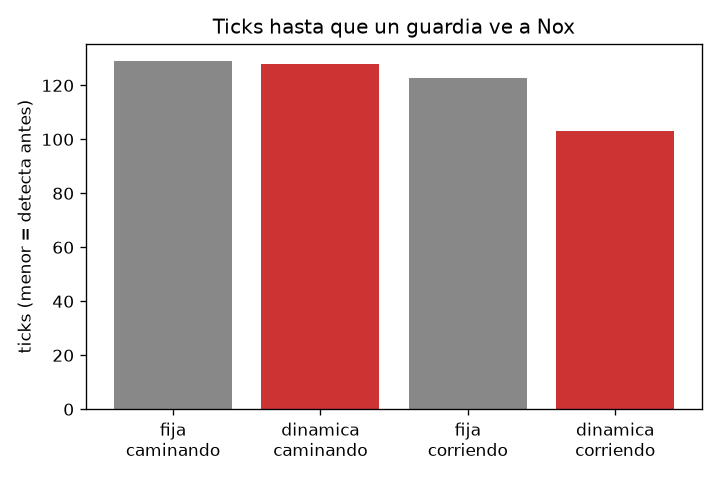 Ticks hasta que un guardia ve a Nox
ticks (menor = detecta antes)
120
100
80
60
40
20
0
fija
caminando
dinamica
caminando
fija
corriendo
dinamica
corriendo